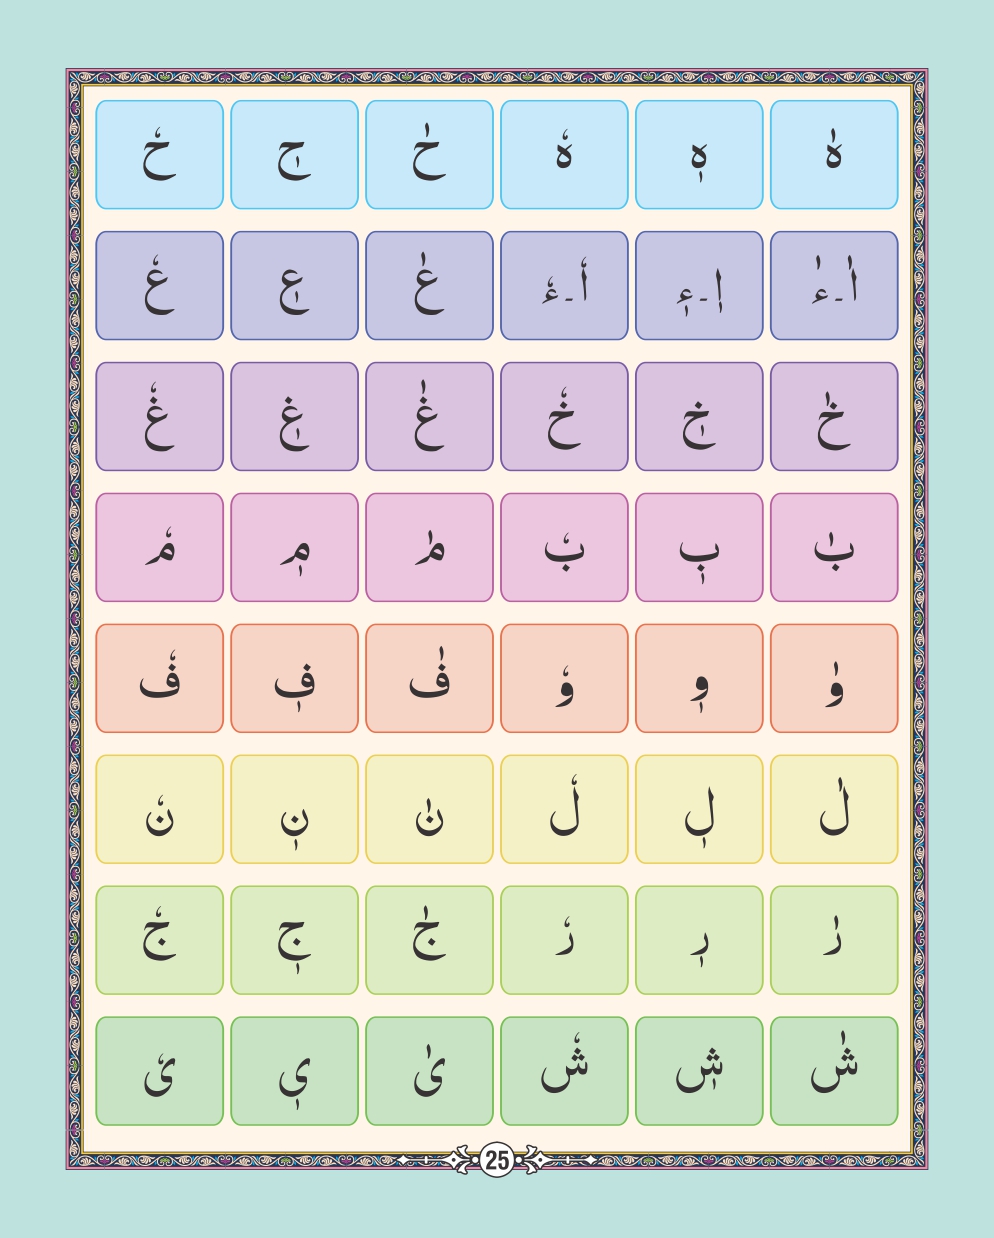 هٰ هٖ هٗ حٰ حٖ حٗ
اٰ ـ ءٰ اٖ ـ ءٖ اٗ ـ ءٗ عٰ عٖ عٗ
خٰ خٖ خٗ غٰ غٖ غٗ
بٰ بٖ بٗ مٰ مٖ مٗ
وٰ وٖ وٗ فٰ فٖ فٗ
لٰ لٖ لٗ نٰ نٖ نٗ
رٰ رٖ رٗ جٰ جٖ جٗ
شٰ شٖ شٗ ىٰ ىٖ ىٗ
25